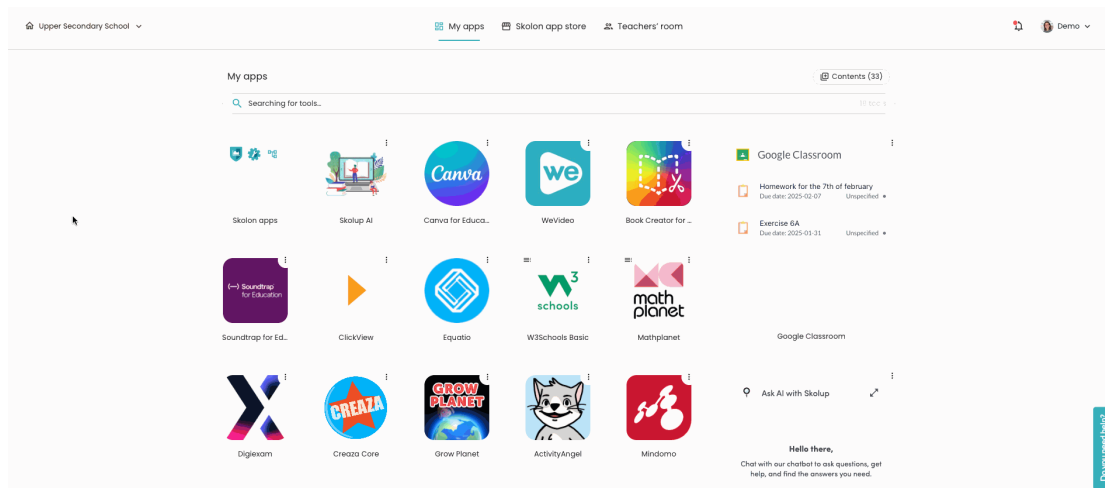 Upper Secondary School
My apps
Skolon app store
Teachers' room
Demo
My apps
Contents (33)
Searching for tools...
Skolon apps
Skolup AI
Canva
Canva for Educa...
we
WeVideo
Book Creator for ...
Google Classroom
Homework for the 7th of february
Due date: 2025-02-07 Unspecified
Exercise 6A
Due date: 2025-01-31 Unspecified
Google Classroom
Soundtrap
for Education
Soundtrap for Ed...
ClickView
Equatio
w3
schools
W3Schools Basic
math
planet
Mathplanet
Digiexam
CREAZA
Creaza Core
GROW
PLANET
Grow Planet
ActivityAngel
Mindomo
Ask AI with Skolup
Hello there,
Chat with our chatbot to ask questions, get
help, and find the answers you need.
Do you need help?